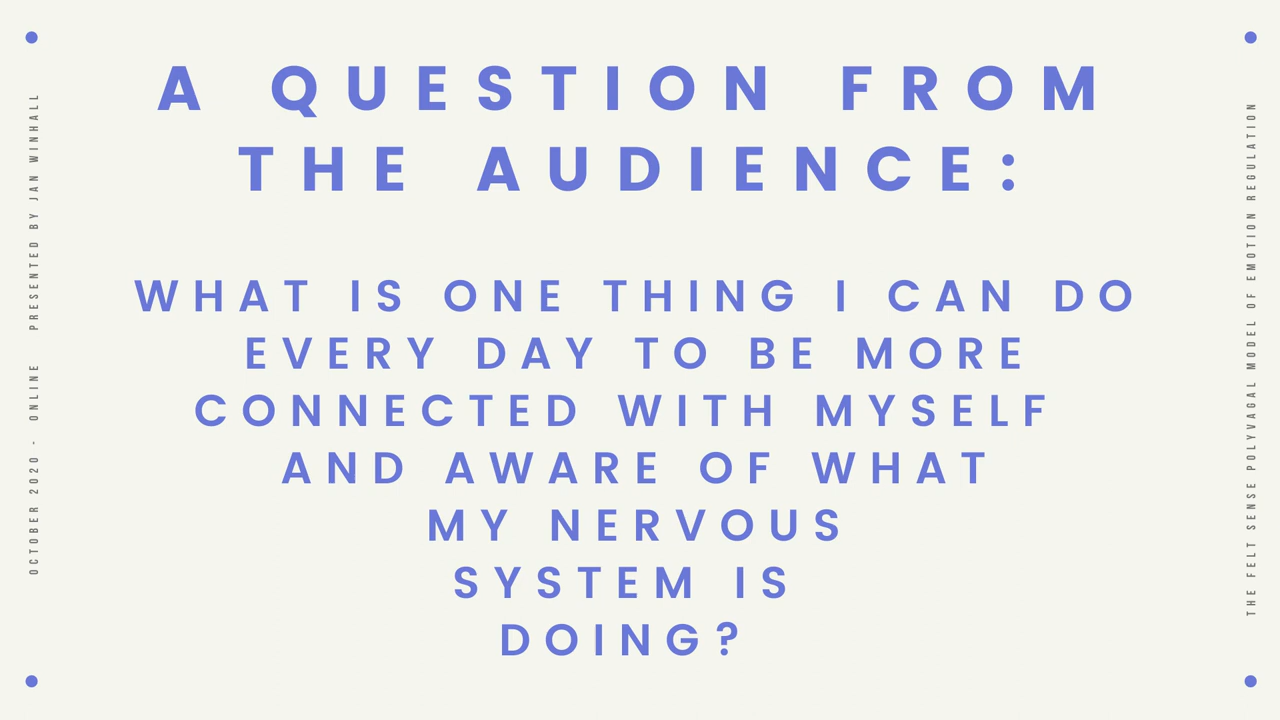 A QUESTION FROM
THE AUDIENCE:
WHAT IS ONE THING I CAN DO
EVERY DAY TO BE MORE
CONNECTED WITH MYSELF
AND AWARE OF WHAT
MY NERVOUS
SYSTEM IS
DOING?
OCTOBER 2020 - ONLINE PRESENTED BY JAN WINHALL
THE FELT SENSE POLYVAGAL MODEL OF EMOTION REGULATION